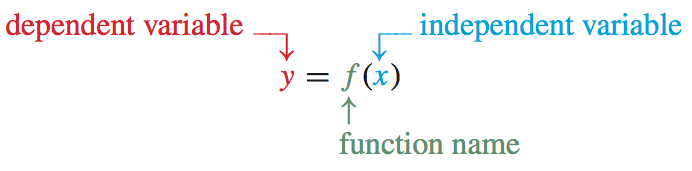 dependent variable independent variable
y = f(x)
function name